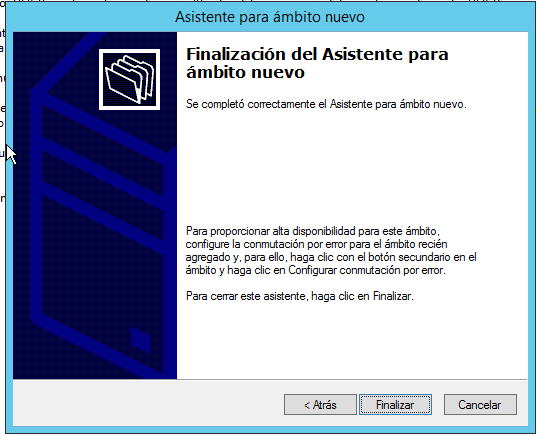 Asistente para ámbito nuevo
Finalización del Asistente para
ámbito nuevo
Se completó correctamente el Asistente para ámbito nuevo.
Para proporcionar alta disponibilidad para este ámbito,
configure la conmutación por error para el ámbito recién
agregado y, para ello, haga clic con el botón secundario en el
ámbito y haga clic en Configurar conmutación por error.
Para cerrar este asistente, haga clic en Finalizar.
< Atrás
Finalizar
Cancelar